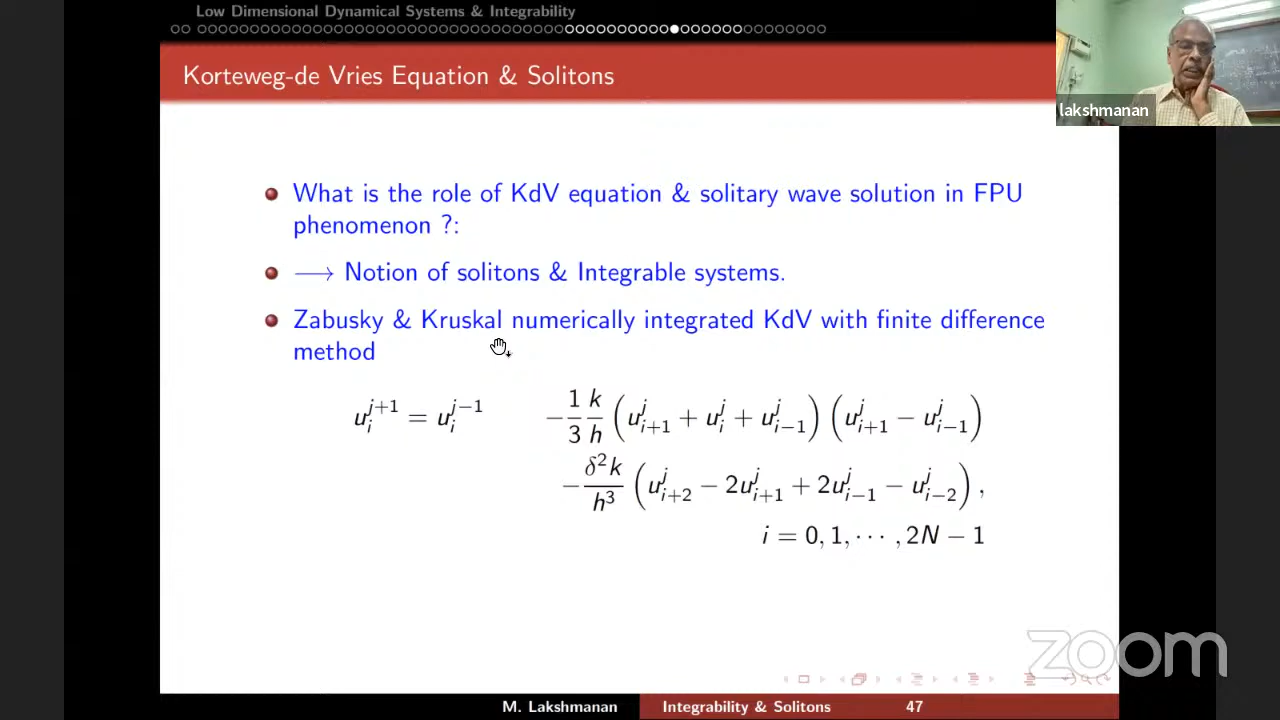 Low Dimensional Dynamical Systems & Integrability
Korteweg-de Vries Equation & Solitons
lakshmanan
What is the role of KdV equation & solitary wave solution in FPU
phenomenon ?:
⟶ Notion of solitons & Integrable systems.
Zabusky & Kruskal numerically integrated KdV with finite difference
method
u_i^{j+1} = u_i^{j−1} − \frac{1}{3} \frac{k}{h} (u_{i+1}^j + u_i^j + u_{i−1}^j) (u_{i+1}^j − u_{i−1}^j)
− \frac{δ^2 k}{h^3} (u_{i+2}^j − 2u_{i+1}^j + 2u_{i−1}^j − u_{i−2}^j),
i = 0, 1, ⋯ , 2N − 1
zoom
M. Lakshmanan Integrability & Solitons 47